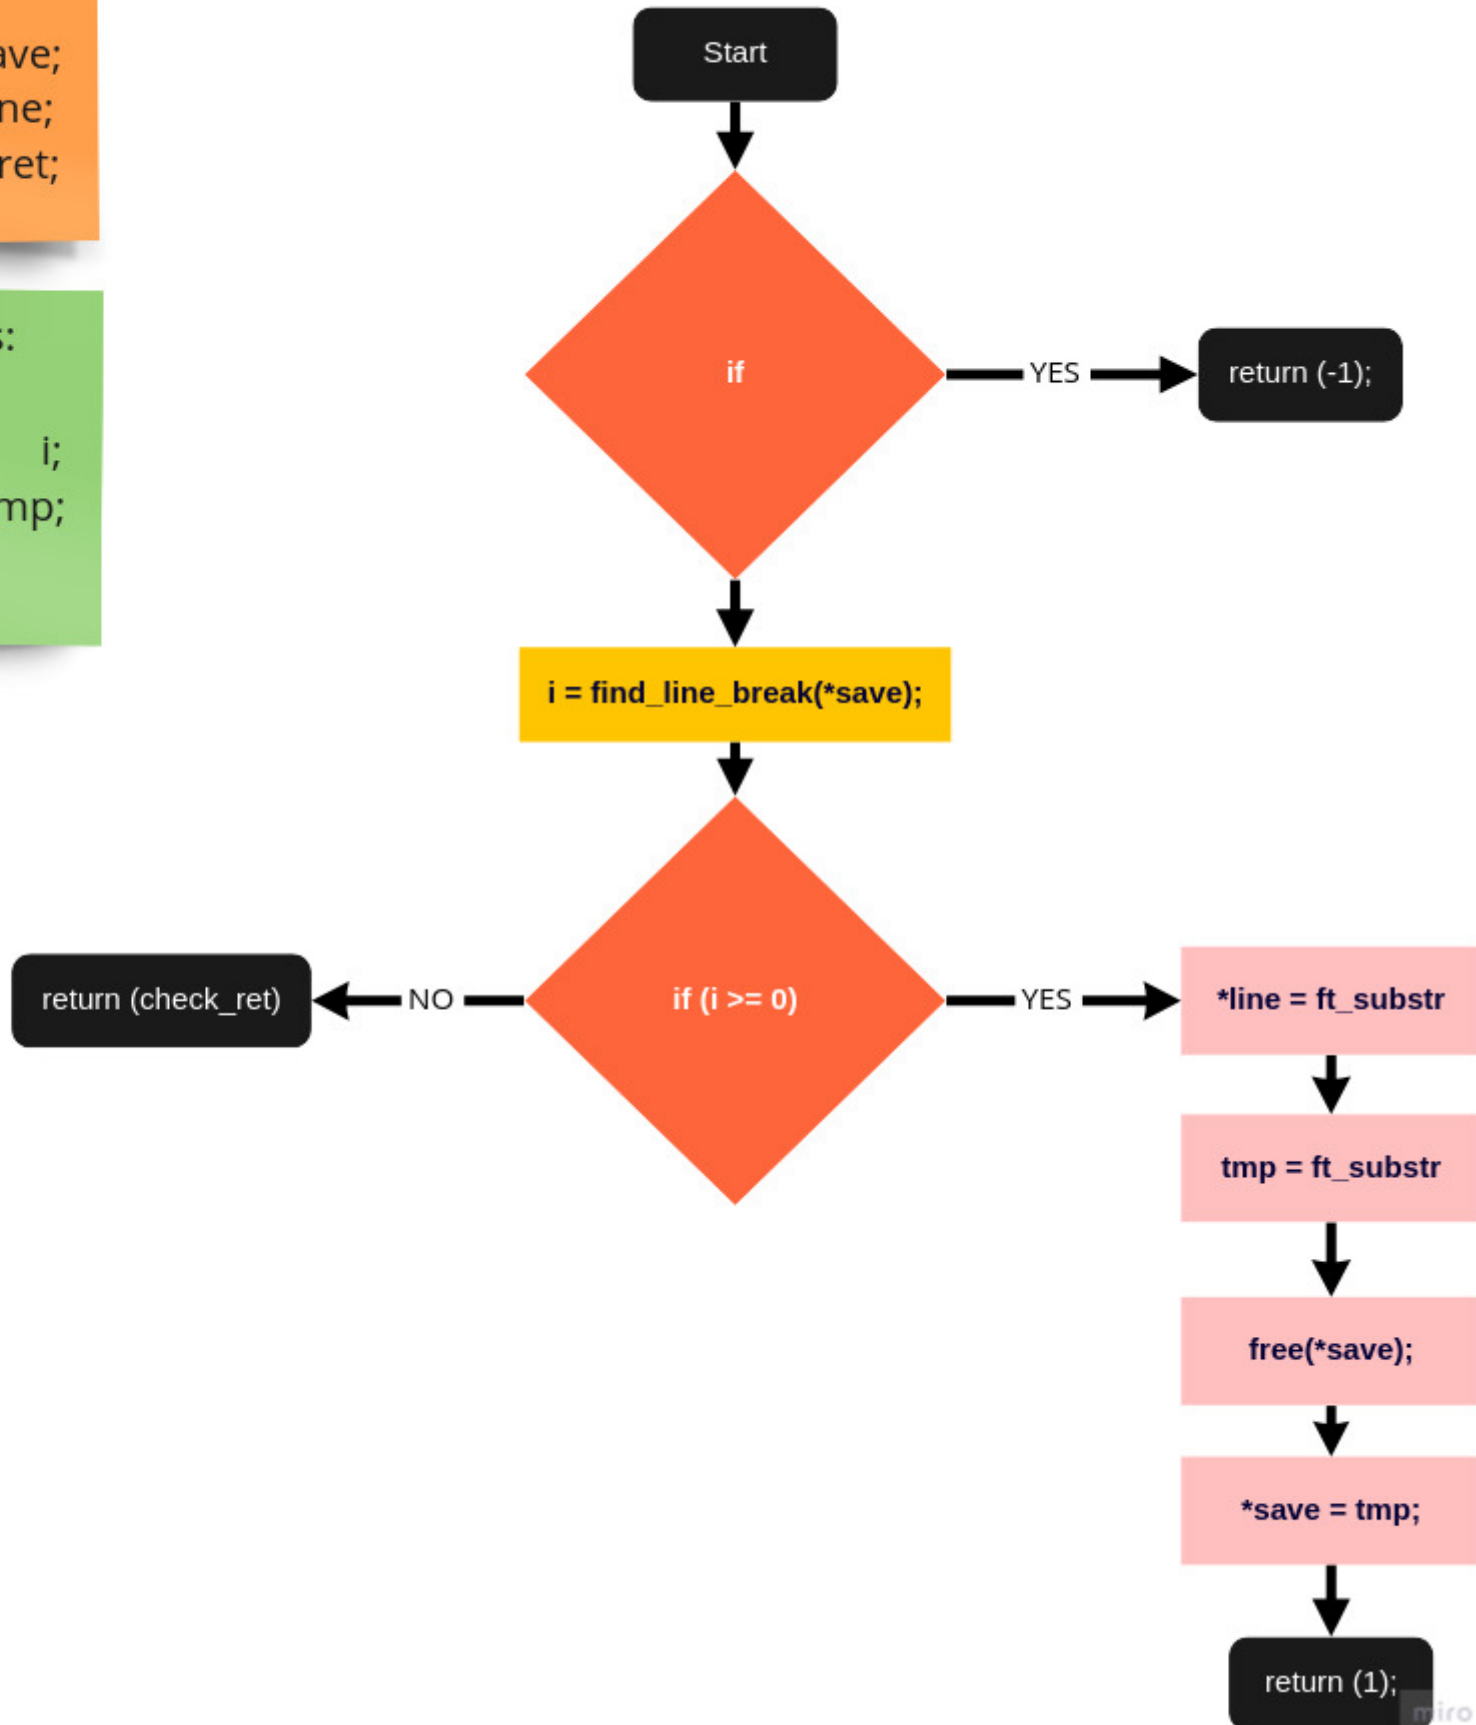 ave;
ne;
ret;
s:
i;
mp;
Start
if
YES
return (-1);
i = find_line_break(*save);
return (check_ret)
NO
if (i >= 0)
YES
*line = ft_substr
tmp = ft_substr
free(*save);
*save = tmp;
return (1);
miro